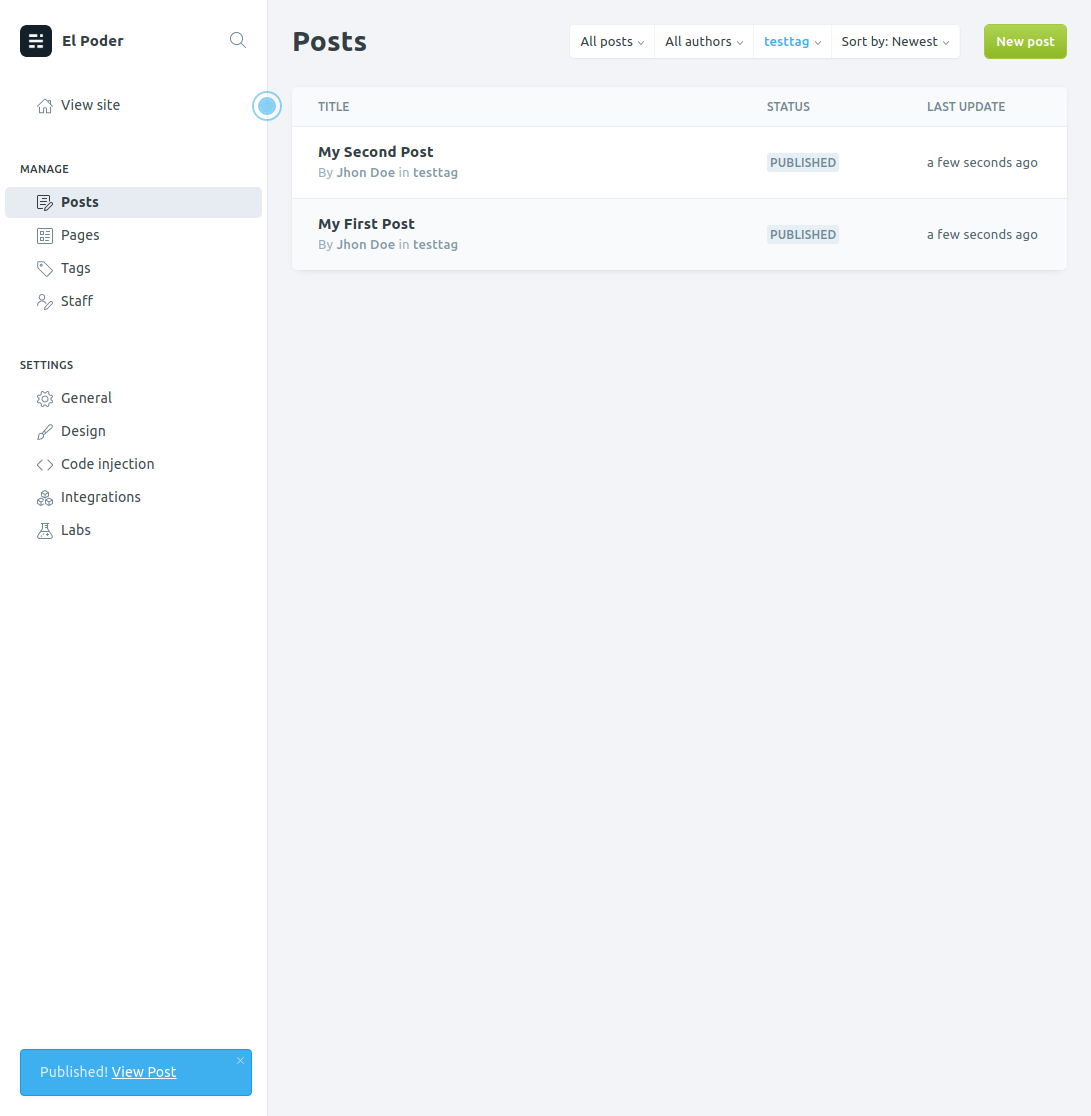 El Poder
View site
MANAGE
Posts
Pages
Tags
Staff
SETTINGS
General
Design
Code injection
Integrations
Labs
Published! View Post
Posts
All posts
All authors
testtag
Sort by: Newest
New post
TITLE STATUS LAST UPDATE
My Second Post
By Jhon Doe in testtag
PUBLISHED
a few seconds ago
My First Post
By Jhon Doe in testtag
PUBLISHED
a few seconds ago